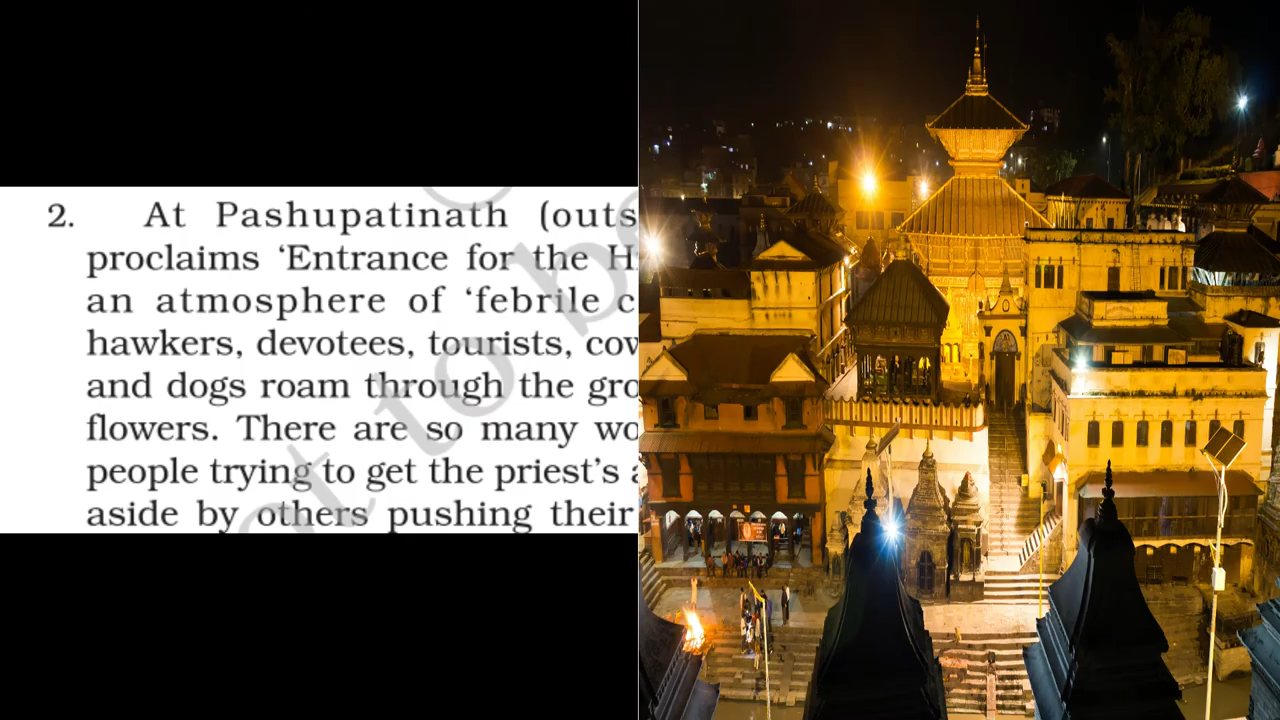 2. At Pashupatinath (outs
proclaims ‘Entrance for the H
an atmosphere of ‘febrile c
hawkers, devotees, tourists, cow
and dogs roam through the gro
flowers. There are so many wo
people trying to get the priest’s a
aside by others pushing their